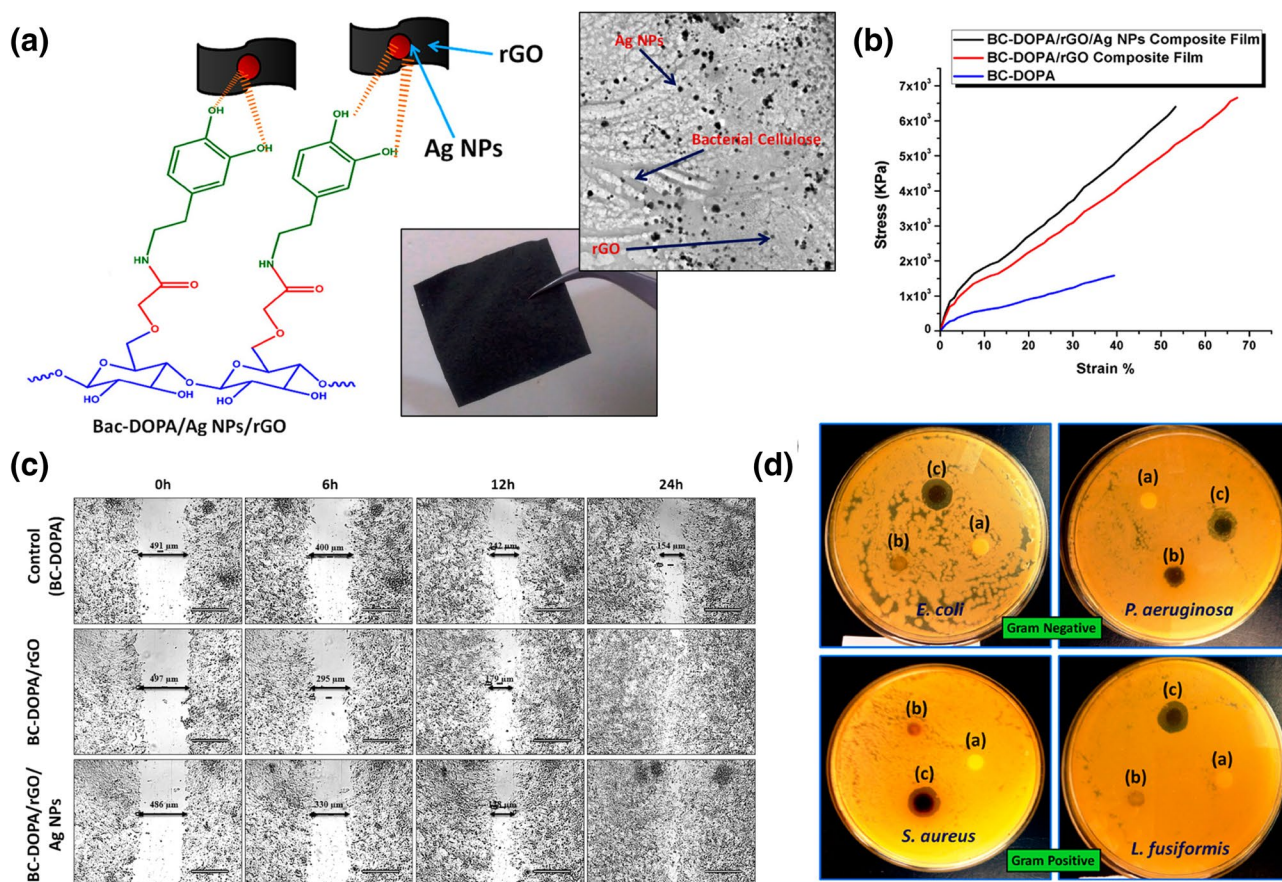 (a)
rGO
Ag NPs
OH
OH
OH
OH
HN
O
HN
O
O
O
O
O
O
O
O
HO
OH
HO
OH
Bac-DOPA/Ag NPs/rGO
Ag NPs
Bacterial Cellulose
rGO
(b)
BC-DOPA/rGO/Ag NPs Composite Film
BC-DOPA/rGO Composite Film
BC-DOPA
7x10³
6x10³
5x10³
4x10³
3x10³
2x10³
1x10³
0
Stress (KPa)
0 10 20 30 40 50 60 70
Strain %
(c)
0h 6h 12h 24h
Control
(BC-DOPA)
491 µm
400 µm
154 µm
BC-DOPA/rGO
497 µm
295 µm
179 µm
BC-DOPA/rGO/
Ag NPs
486 µm
330 µm
(d)
(c)
(a)
(b)
E. coli
(a)
(c)
(b)
P. aeruginosa
Gram Negative
(b)
(a)
(c)
S. aureus
(c)
(a)
(b)
L. fusiformis
Gram Positive